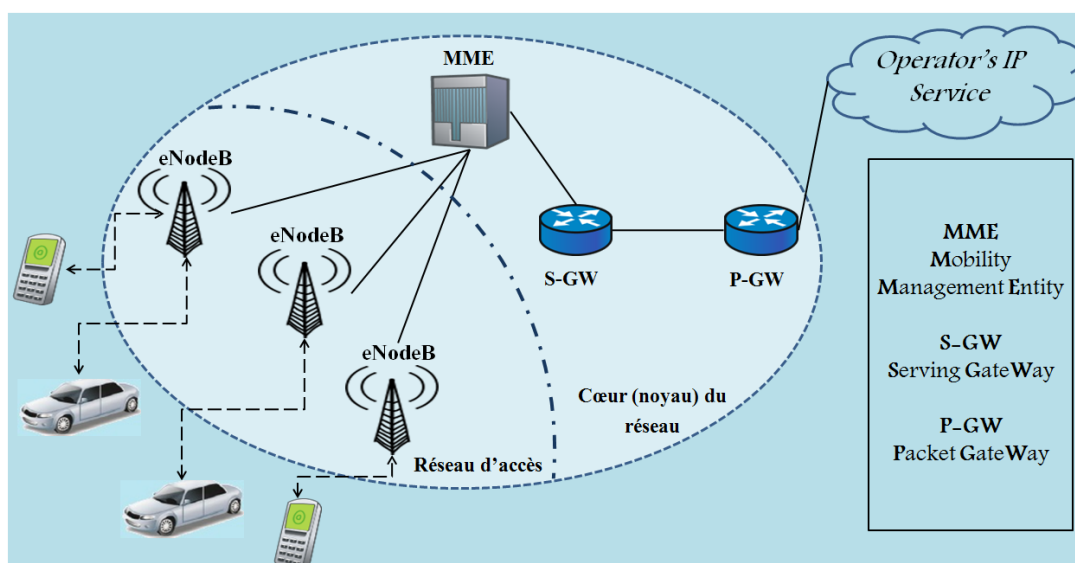 MME
eNodeB
eNodeB
eNodeB
S-GW
P-GW
Cœur (noyau) du
réseau
Réseau d’accès
Operator's IP
Service
MME
Mobility
Management Entity
S-GW
Serving GateWay
P-GW
Packet GateWay